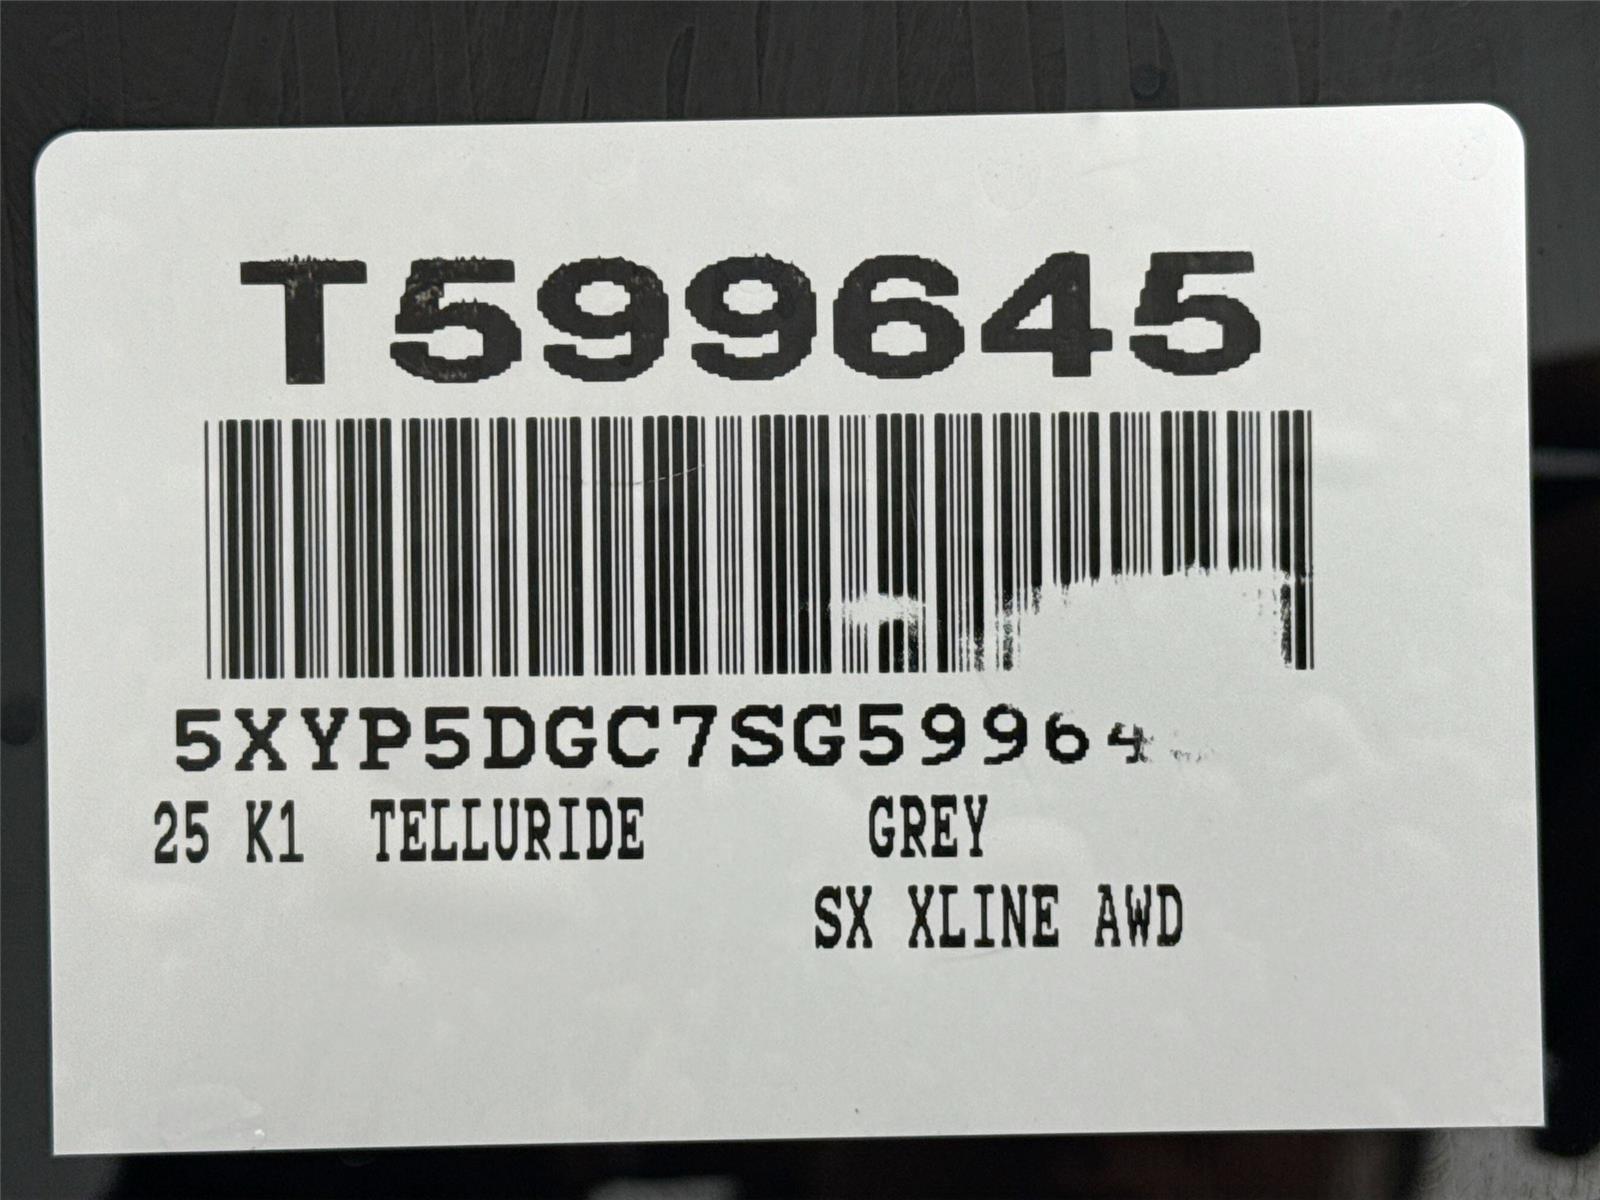 T599645
5XYP5DGC7SG59964
25 K1 TELLURIDE GREY
SX XLINE AWD